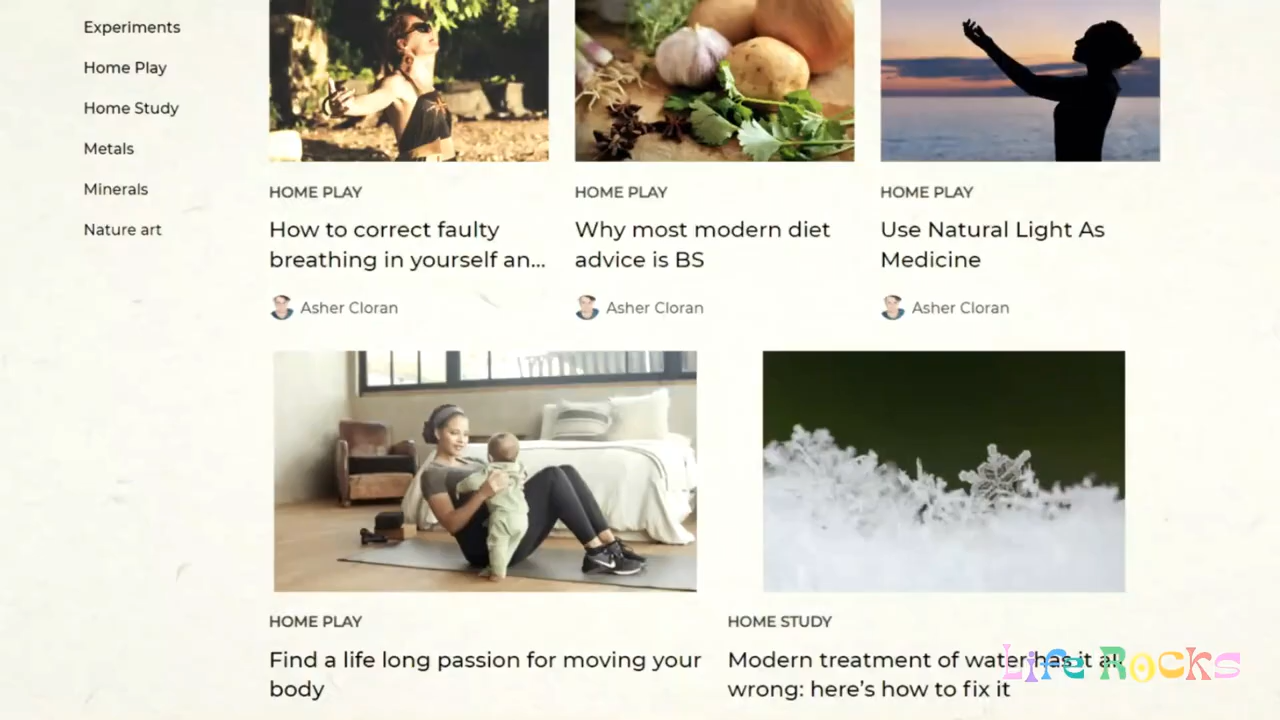 Experiments
Home Play
Home Study
Metals
Minerals
Nature art
HOME PLAY
How to correct faulty
breathing in yourself an...
Asher Cloran
HOME PLAY
Why most modern diet
advice is BS
Asher Cloran
HOME PLAY
Use Natural Light As
Medicine
Asher Cloran
HOME PLAY
Find a life long passion for moving your
body
HOME STUDY
Modern treatment of water has it all
wrong: here’s how to fix it
Life Rocks